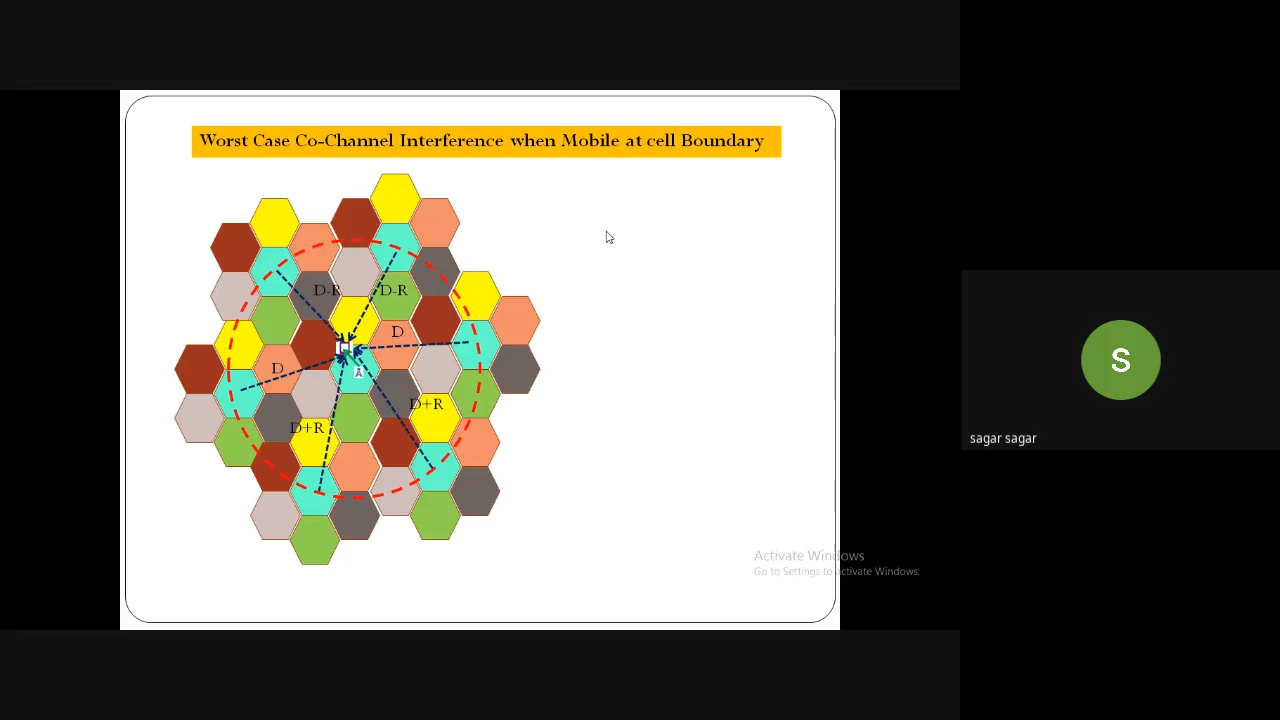 Worst Case Co-Channel Interference when Mobile at cell Boundary
D-R
D-R
D
D
D+R
D+R
A
S
sagar sagar
Activate Windows
Go to Settings to activate Windows.